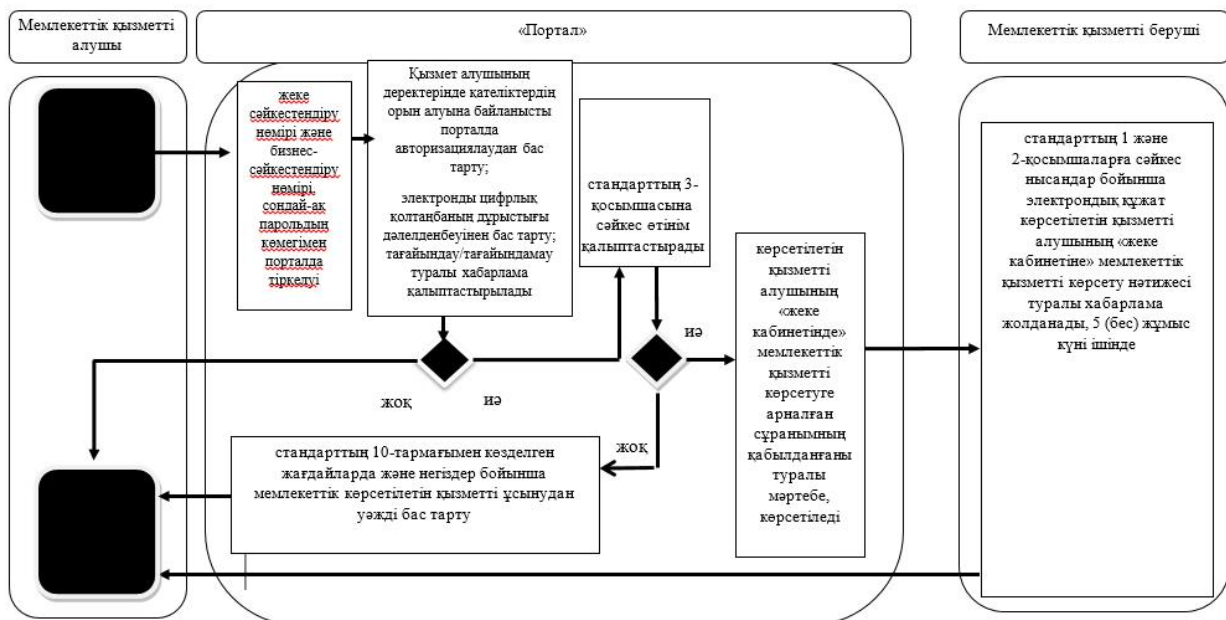 Мемлекеттік қызметті
алушы
«Портал»
Мемлекеттік қызметті беруші
жеке
сәйкестендіру
нөмірі және
бизнес-
сәйкестендіру
нөмірі,
сондай-ақ
парольдың
көмегімен
порталда
тіркелуі
Қызмет алушының
деректерінде қателіктердің
орын алуына байланысты
порталда
авторизациялаудан бас
тарту;
электронды цифрлық
қолтаңбаның дұрыстығы
дәлелденбеуінен бас тарту;
тағайындау/тағайындамау
туралы хабарлама
қалыптастырылады
стандарттың 3-
қосымшасына
сәйкес өтінім
қалыптастырады
көрсетілетін
қызметті
алушының
«жеке
кабинетінде»
мемлекеттік
қызметті
көрсетуге
арналған
сұранымның
қабылданғаны
туралы
мәртебе,
көрсетіледі
стандарттың 1 және
2-қосымшаларға сәйкес
нысандар бойынша
электрондық құжат
көрсетілетін қызметті
алушының «жеке
кабинетіне» мемлекеттік
қызметті көрсету нәтижесі
туралы хабарлама
жолданады, 5 (бес) жұмыс
күні ішінде
иә
жоқ
иә
жоқ
стандарттың 10-тармағымен көзделген
жағдайларда және негіздер бойынша
мемлекеттік көрсетілетін қызметті ұсынудан
уәжді бас тарту